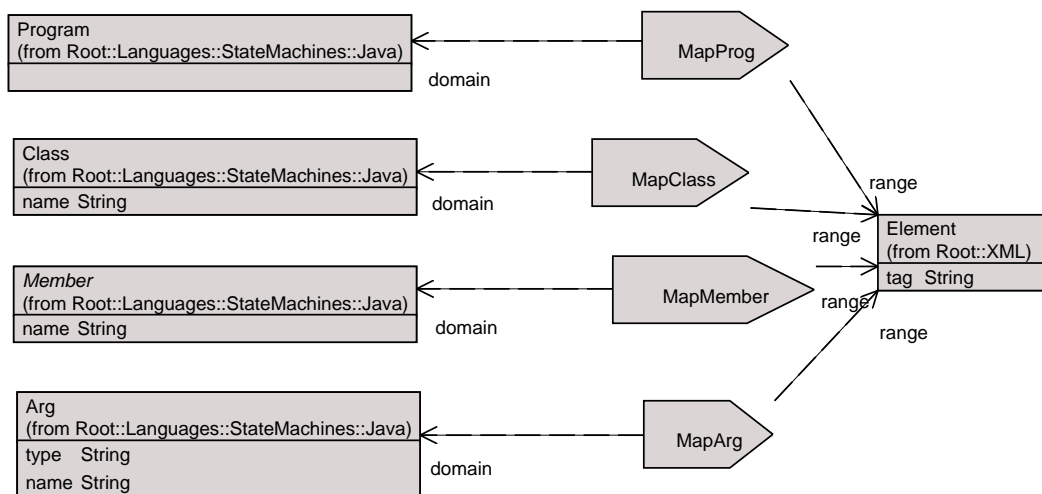 Program
(from Root::Languages::StateMachines::Java)
domain
MapProg
range
Class
(from Root::Languages::StateMachines::Java)
name String
domain
MapClass
range
Element
(from Root::XML)
tag String
Member
(from Root::Languages::StateMachines::Java)
name String
domain
MapMember
range
Arg
(from Root::Languages::StateMachines::Java)
type String
name String
domain
MapArg
range